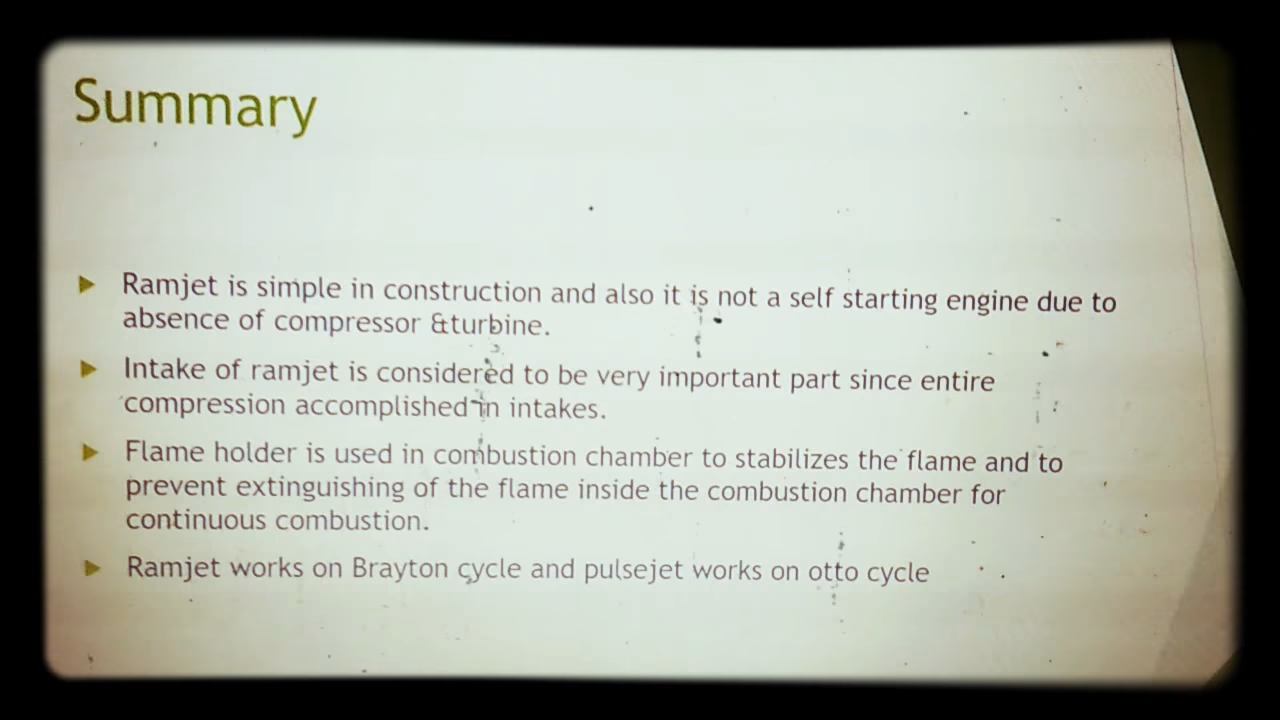 Summary
Ramjet is simple in construction and also it is not a self starting engine due to
absence of compressor &turbine.
Intake of ramjet is considered to be very important part since entire
compression accomplished in intakes.
Flame holder is used in combustion chamber to stabilizes the flame and to
prevent extinguishing of the flame inside the combustion chamber for
continuous combustion.
Ramjet works on Brayton cycle and pulsejet works on otto cycle